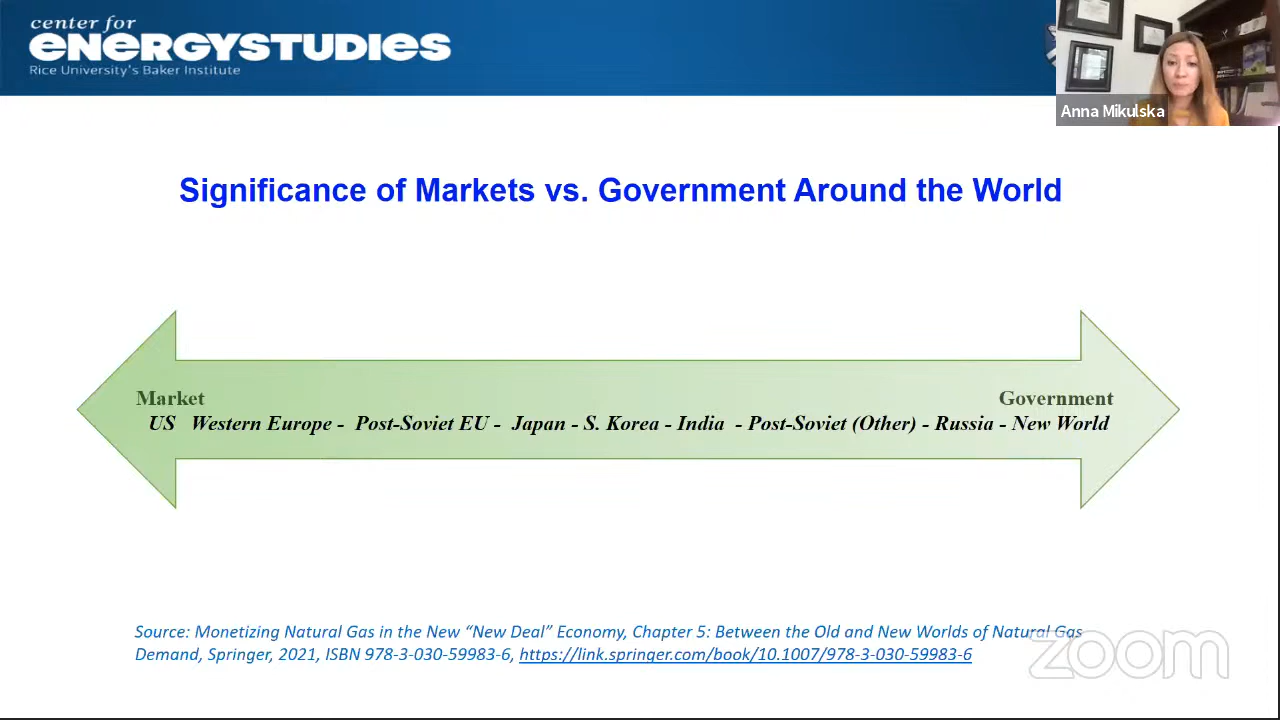 center for
ENERGYSTUDIES
Rice University's Baker Institute
Anna Mikulska
Significance of Markets vs. Government Around the World
Market Government
US Western Europe - Post-Soviet EU - Japan - S. Korea - India - Post-Soviet (Other) - Russia - New World
Source: Monetizing Natural Gas in the New “New Deal” Economy, Chapter 5: Between the Old and New Worlds of Natural Gas
Demand, Springer, 2021, ISBN 978-3-030-59983-6, https://link.springer.com/book/10.1007/978-3-030-59983-6
zoom